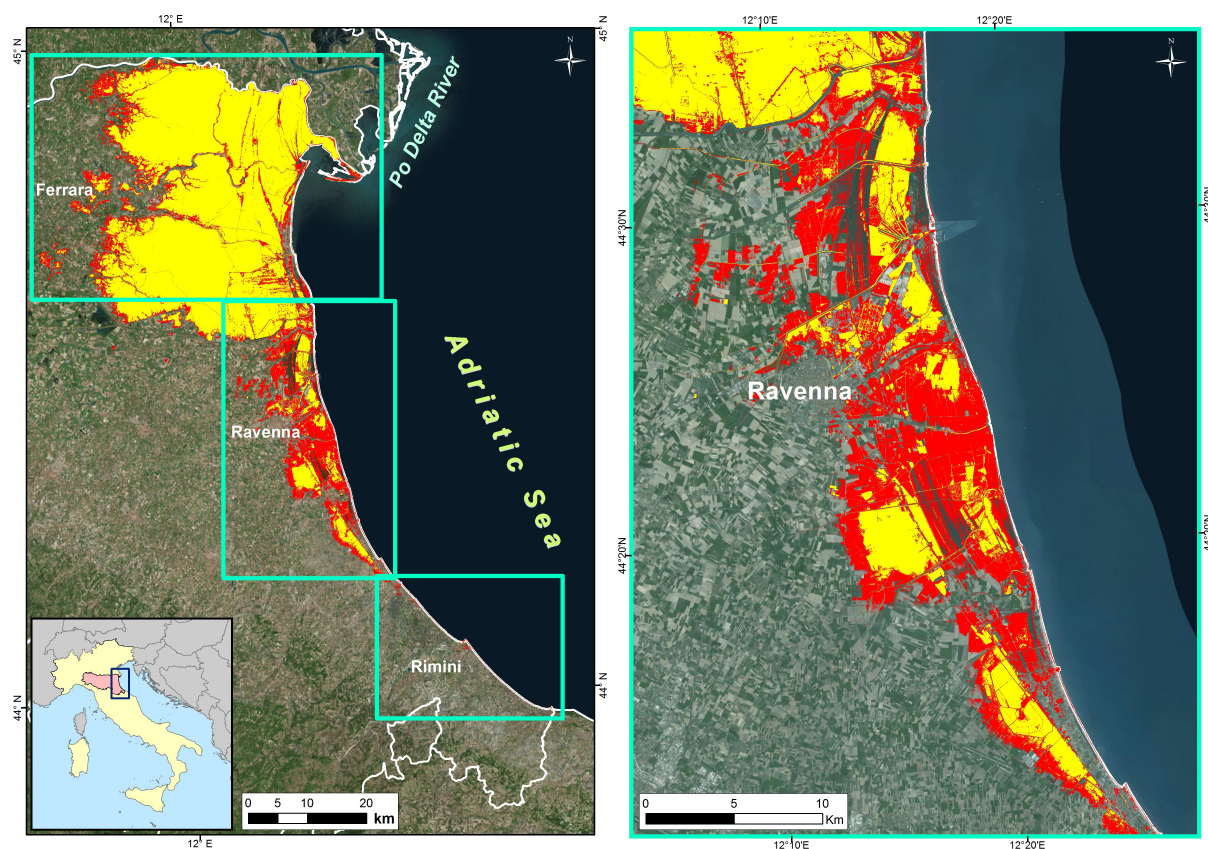 12° E
45° N
45° N
N
Po Delta River
Ferrara
Adriatic Sea
Ravenna
Rimini
44° N
44° N
0 5 10 20
km
12° E
12°10'E
12°20'E
N
44°30'N
Ravenna
44°20'N
0 5 10
Km
12°10'E
12°20'E